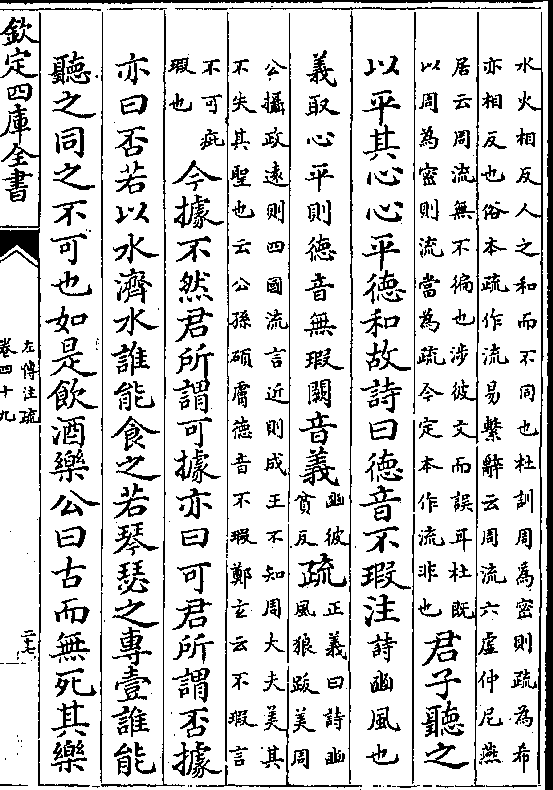 水火相反人之和而不同也杜訓周為密則疏為希
亦相反也俗本疏作流易繫辭云周流六虛仲尼燕
居云周流無不徧也涉彼文而誤耳杜既
以周為密則流當為疏今定本作流非也
君子聽之
以平其心心平德和故詩曰德音不瑕注詩豳風也
義取心平則德音無瑕闕音義豳彼
貧反
疏正義曰詩豳
風狼跋美周
公攝政遠則四國流言近則成王不知周大夫美其
不失其聖也云公孫碩膚德音不瑕鄭玄云不瑕言
不可疵
瑕也
今據不然君所謂可據亦曰可君所謂否據
亦曰否若以水濟水誰能食之若琴瑟之專壹誰能
聽之同之不可也如是飲酒樂公曰古而無死其樂
欽定四庫全書
左傳注疏
卷四十九
二十七